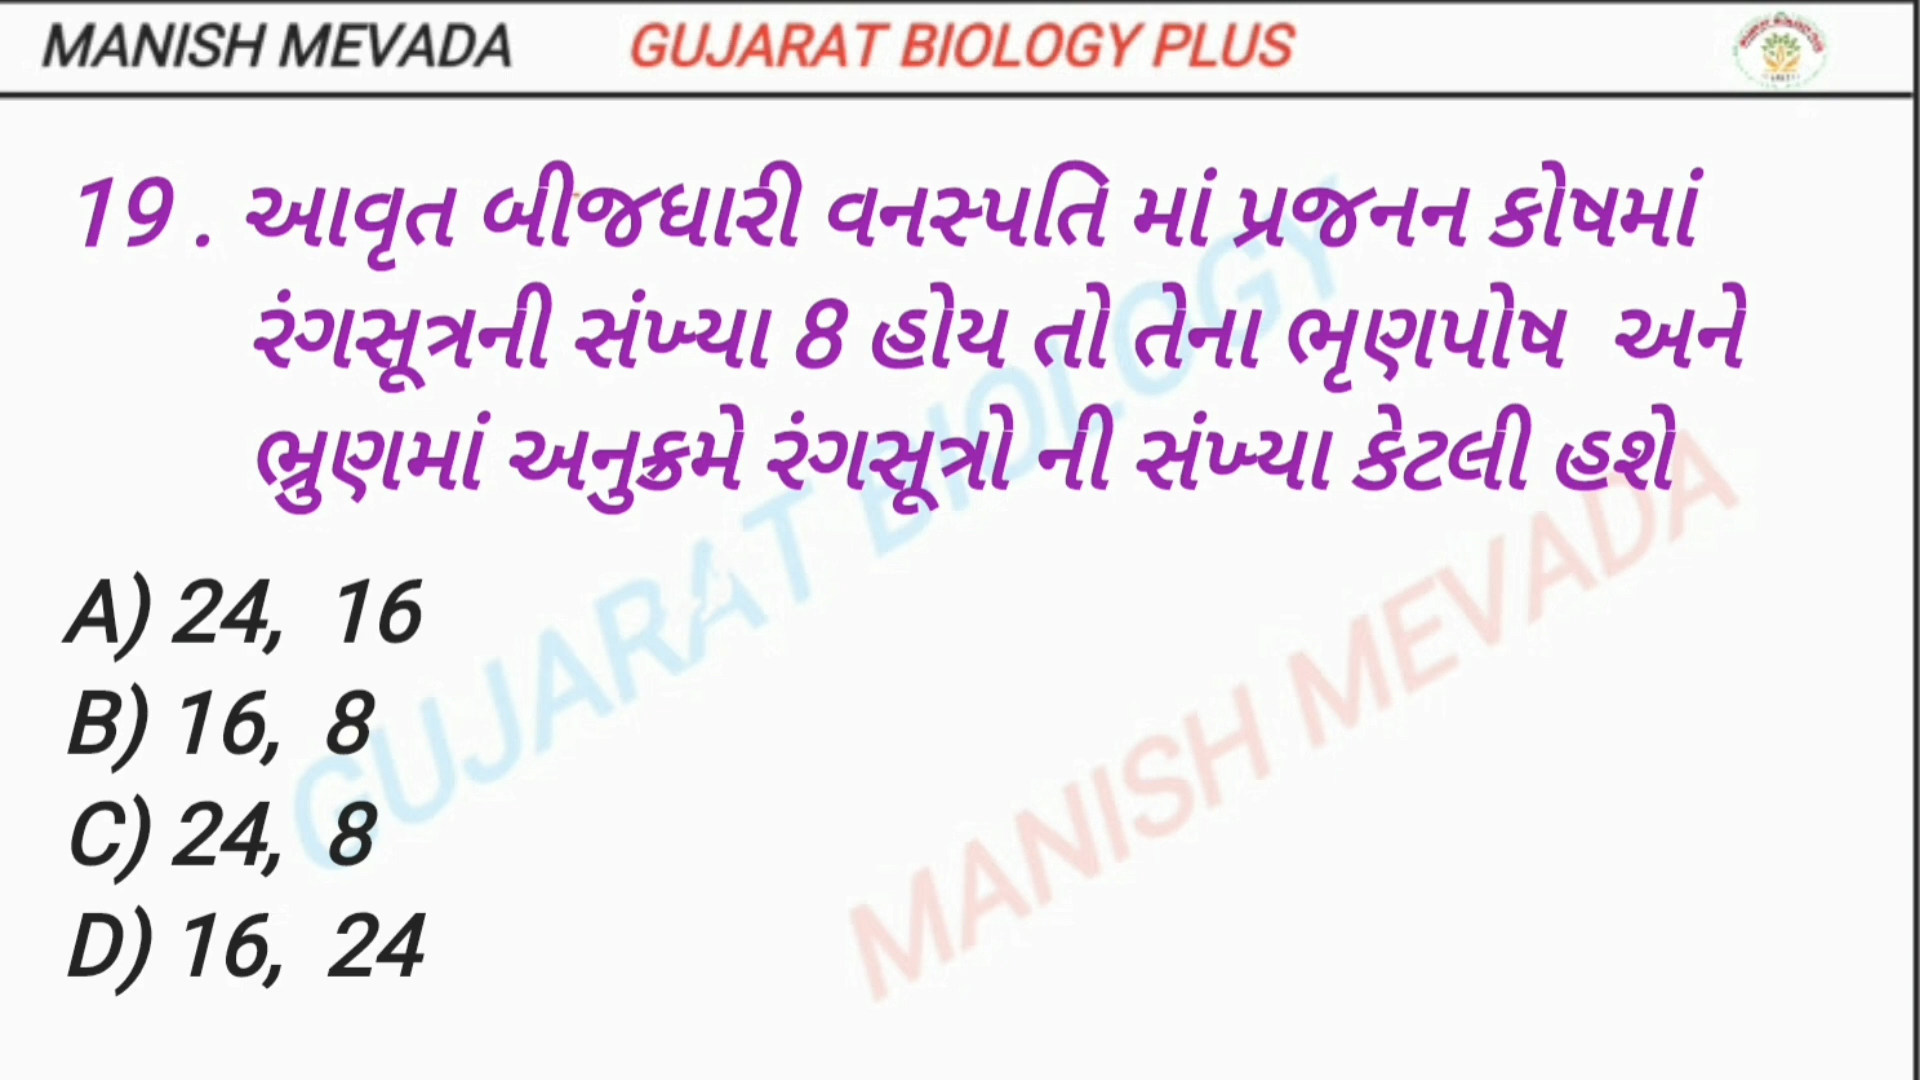 MANISH MEVADA GUJARAT BIOLOGY PLUS
19 . આવૃત બીજધારી વનસ્પતિ માં પ્રજનન કોષમાં
રંગસૂત્રની સંખ્યા 8 હોય તો તેના ભૃણપોષ અને
ભ્રુણમાં અનુક્રમે રંગસૂત્રો ની સંખ્યા કેટલી હશે
A) 24, 16
B) 16, 8
C) 24, 8
D) 16, 24
GUJARAT BIOLOGY
MANISH MEVADA